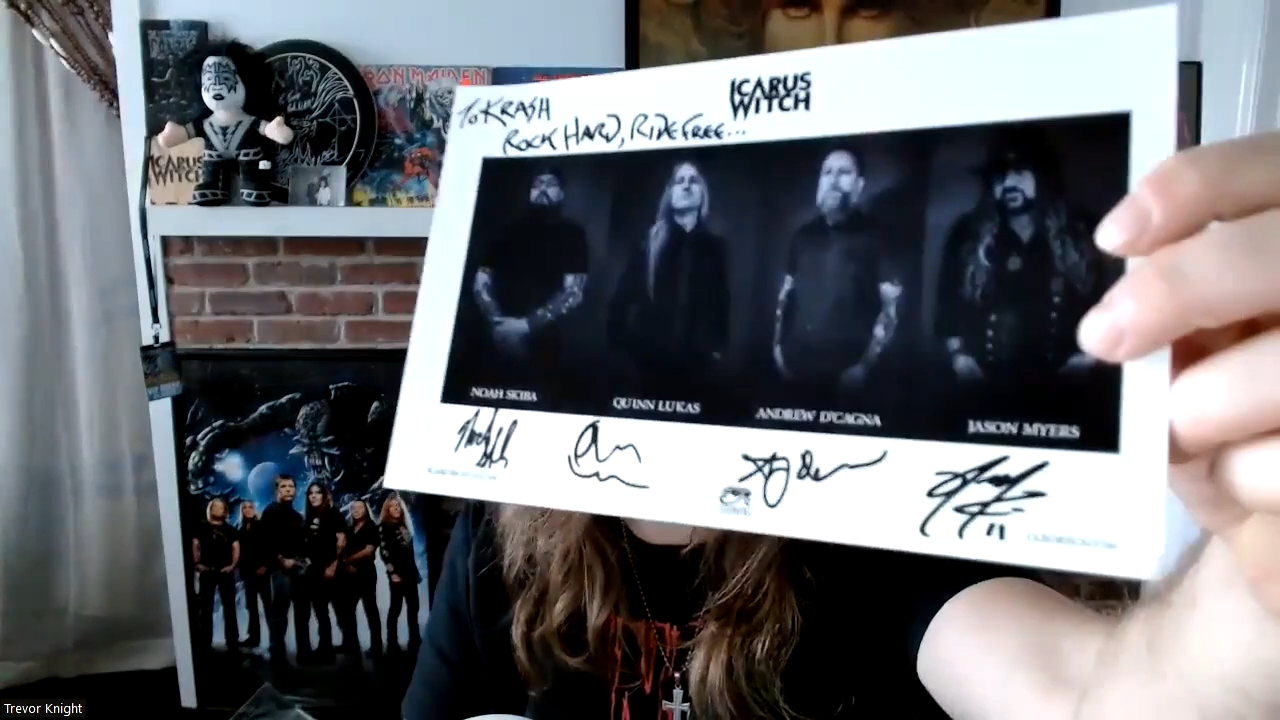 IRON MAIDEN
ICARUS
WITCH
ICARUS
WITCH
To KRASH
ROCK HARD, RIDE FREE...
NOAH SKIBA
QUINN LUKAS
ANDREW D'CAGNA
JASON MYERS
Trevor Knight